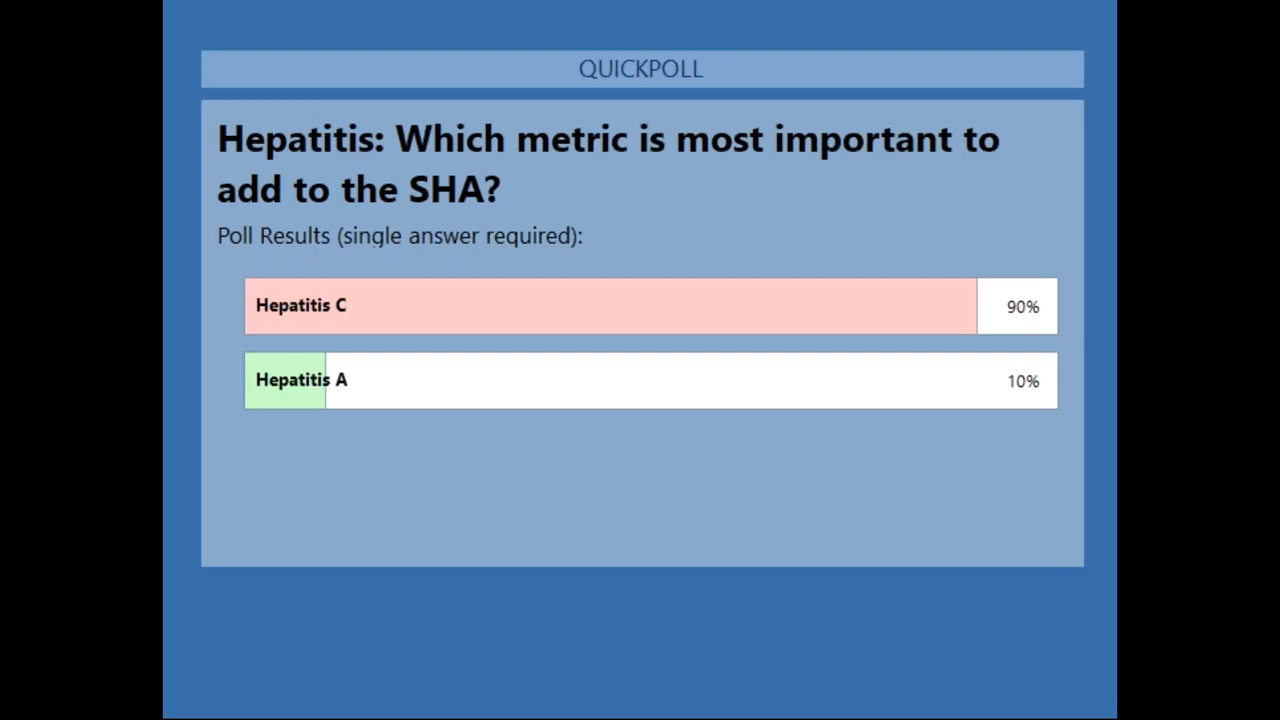 QUICKPOLL
Hepatitis: Which metric is most important to
add to the SHA?
Poll Results (single answer required):
Hepatitis C 90%
Hepatitis A 10%